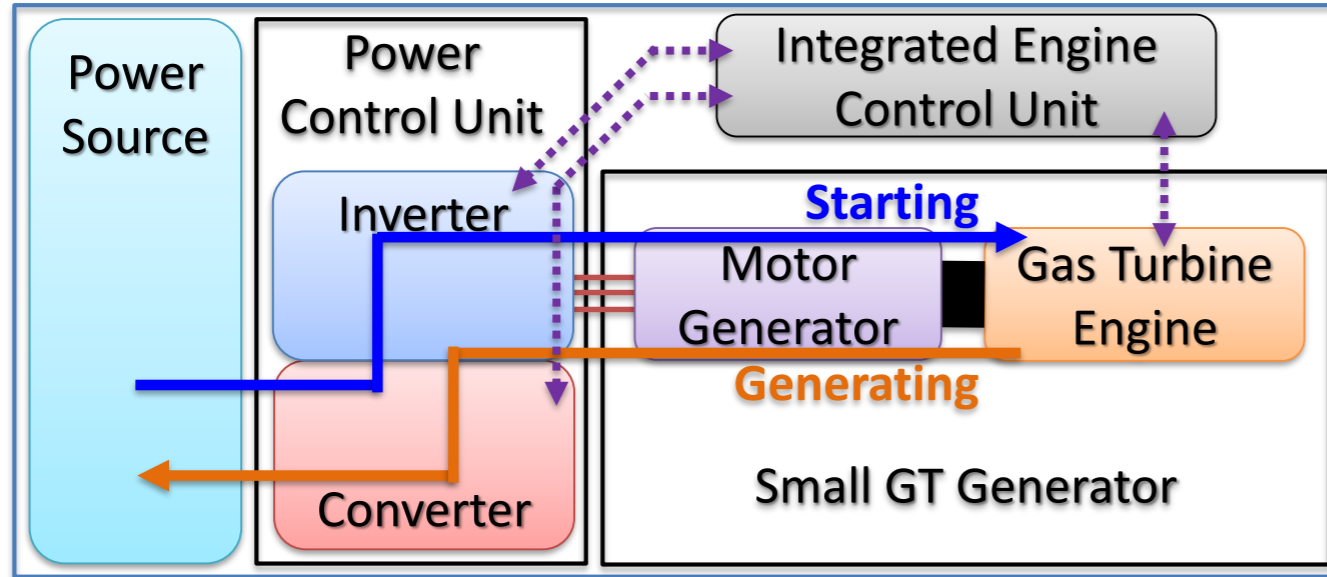 Power
Source
Power
Control Unit
Integrated Engine
Control Unit
Inverter
Starting
Motor
Generator
Gas Turbine
Engine
Generating
Converter
Small GT Generator